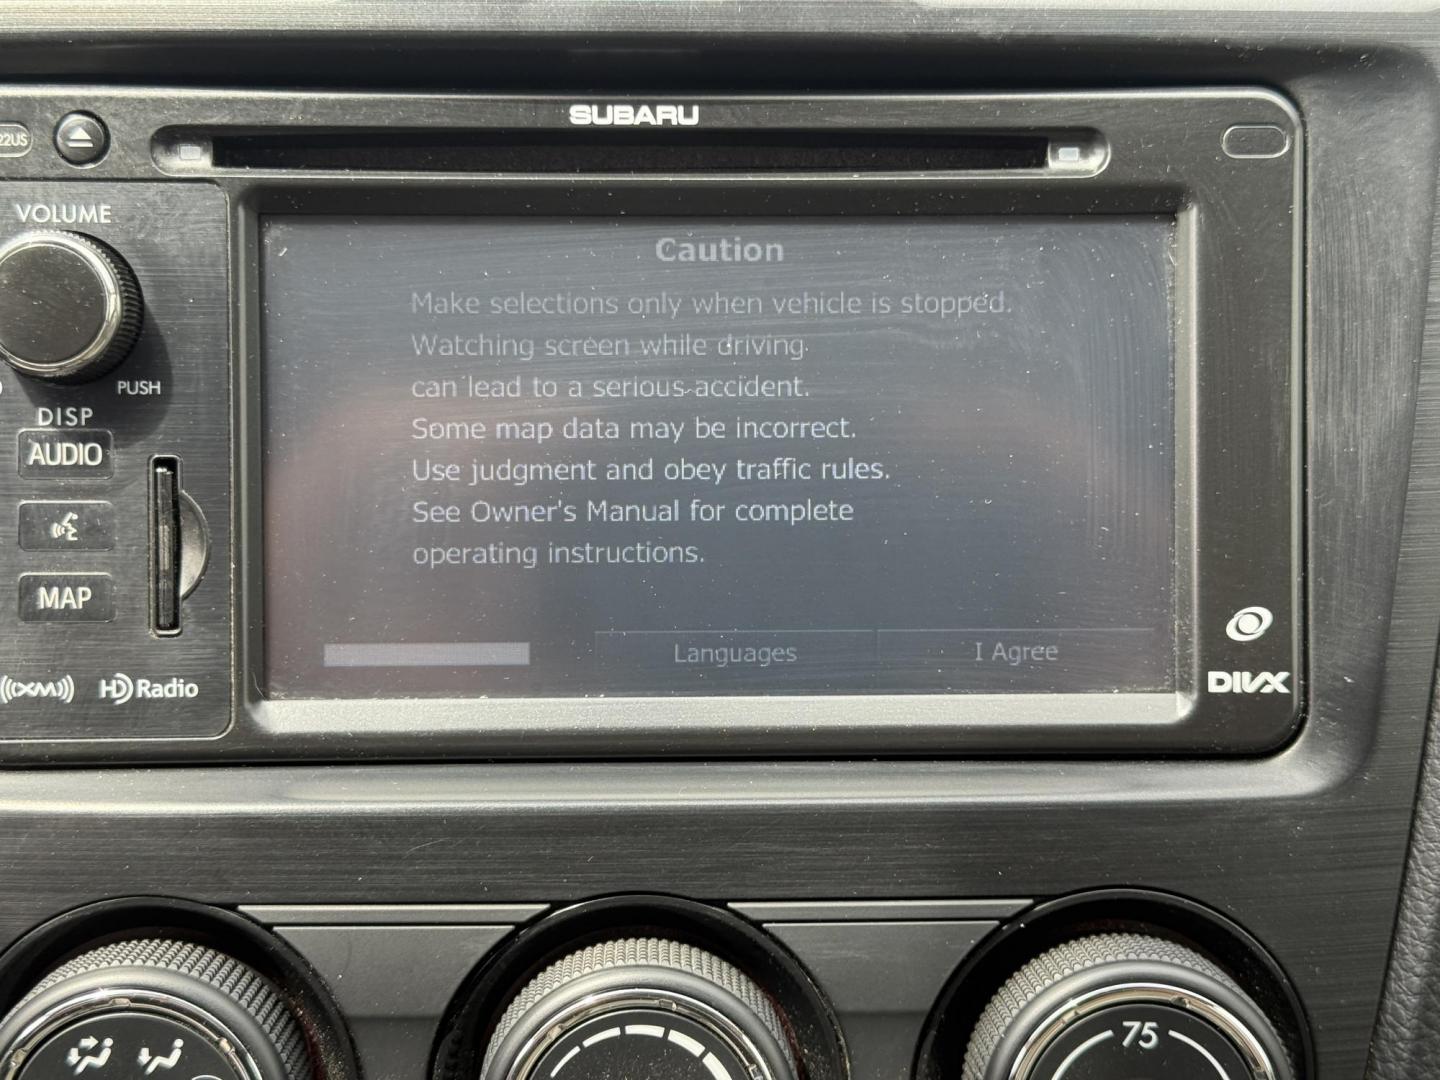 SUBARU
22US
VOLUME
PUSH
DISP
AUDIO
MAP
((XM))
HD Radio
Caution
Make selections only when vehicle is stopped.
Watching screen while driving
can lead to a serious accident.
Some map data may be incorrect.
Use judgment and obey traffic rules.
See Owner's Manual for complete
operating instructions.
Languages
I Agree
DIVX
75